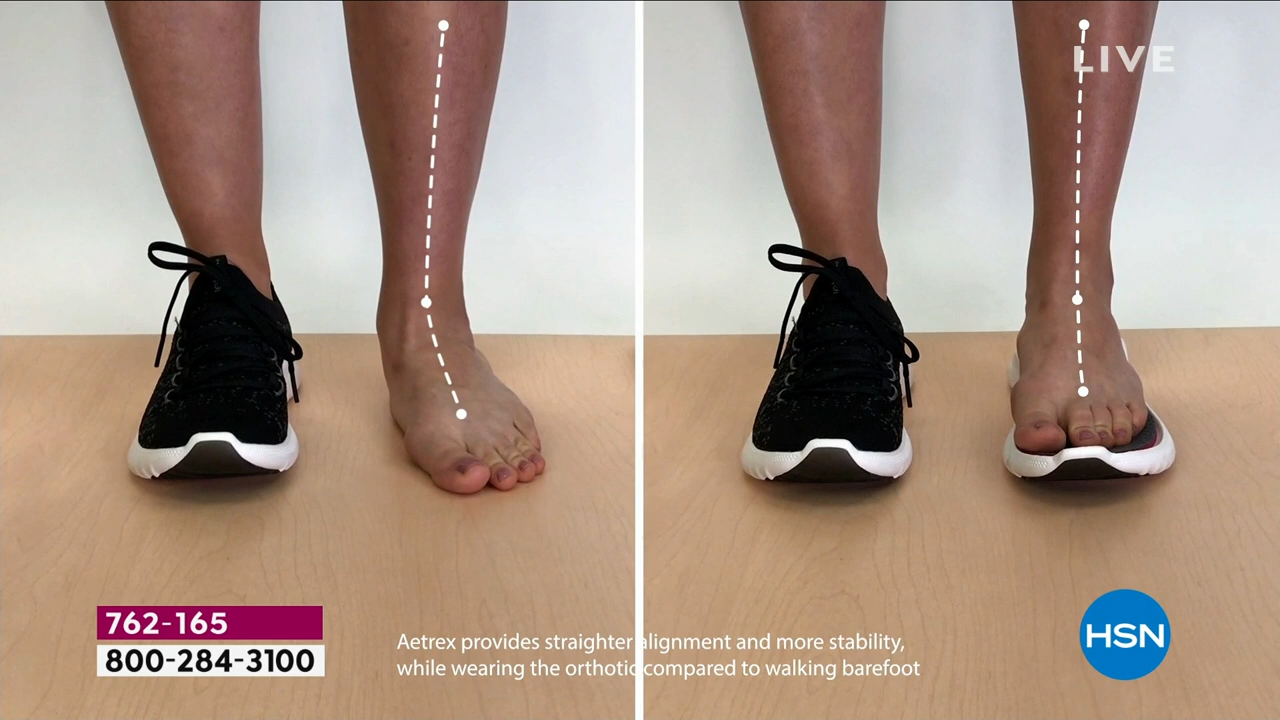 LIVE
762-165
800-284-3100
Aetrex provides straighter alignment and more stability,
while wearing the orthotic compared to walking barefoot
HSN